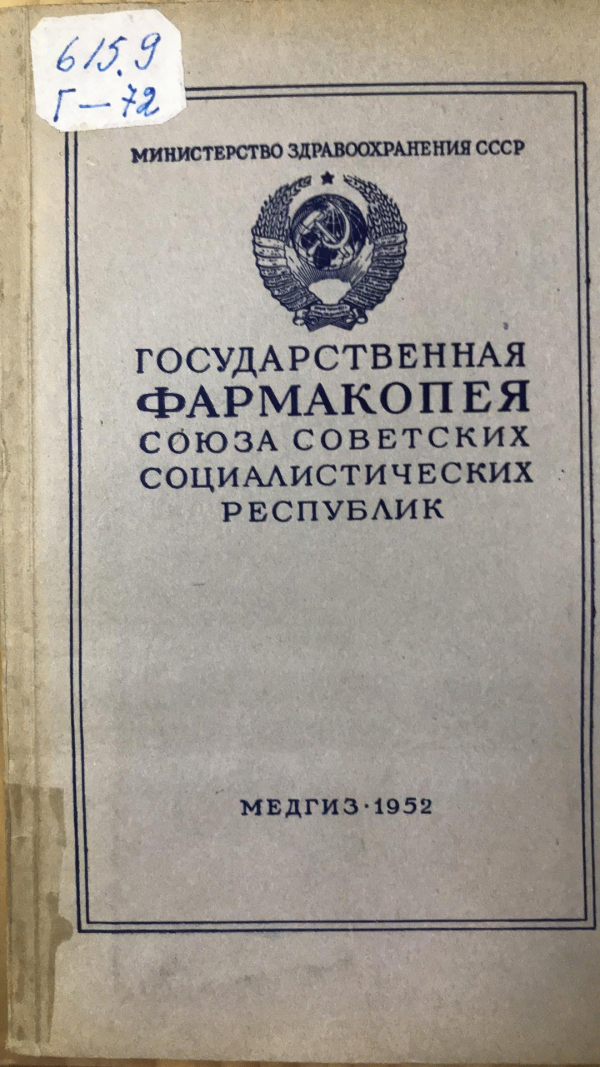 615.9
Г—72
МИНИСТЕРСТВО ЗДРАВООХРАНЕНИЯ СССР
ГОСУДАРСТВЕННАЯ
ФАРМАКОПЕЯ
СОЮЗА СОВЕТСКИХ
СОЦИАЛИСТИЧЕСКИХ
РЕСПУБЛИК
МЕДГИЗ·1952